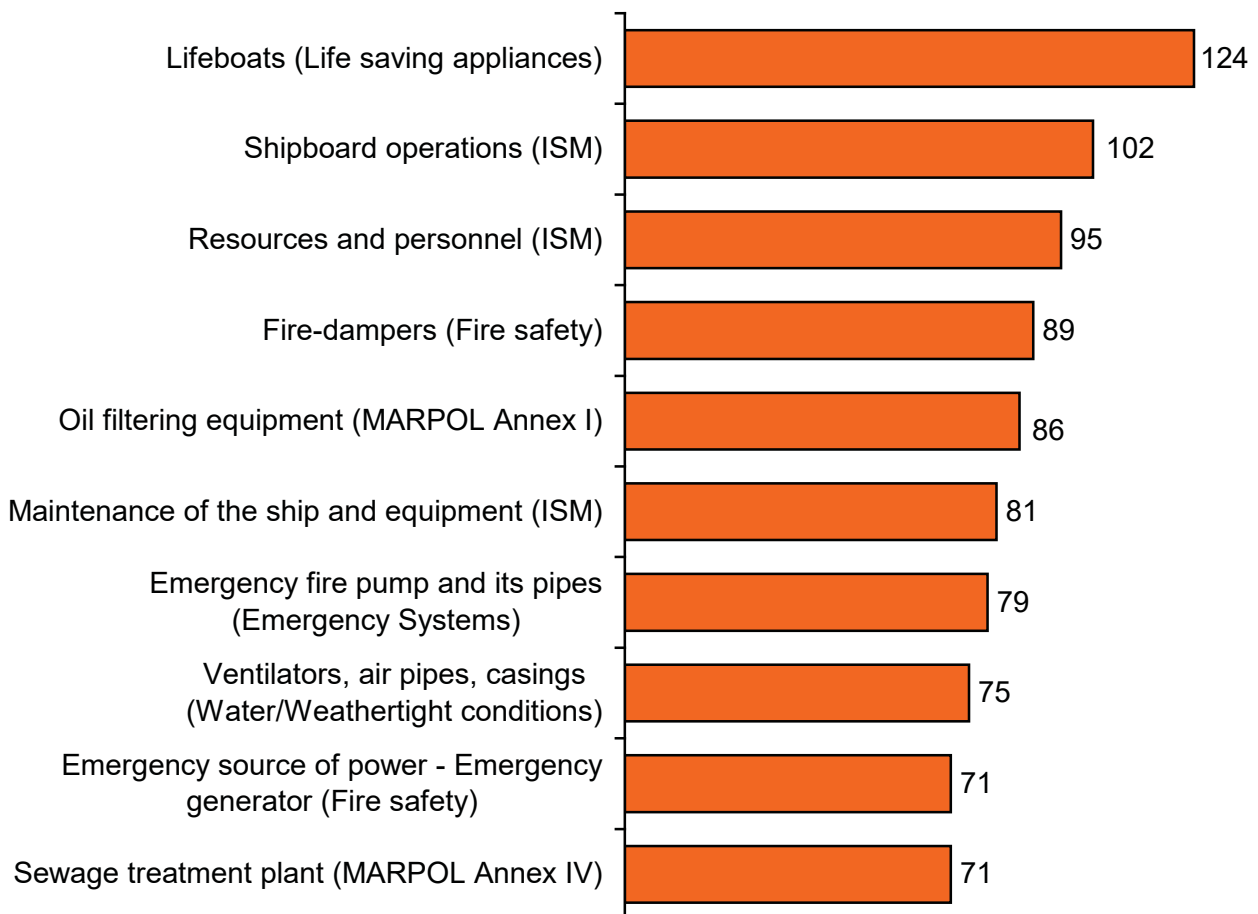 Lifeboats (Life saving appliances)
124
Shipboard operations (ISM)
102
Resources and personnel (ISM)
95
Fire-dampers (Fire safety)
89
Oil filtering equipment (MARPOL Annex I)
86
Maintenance of the ship and equipment (ISM)
81
Emergency fire pump and its pipes
(Emergency Systems)
79
Ventilators, air pipes, casings
(Water/Weathertight conditions)
75
Emergency source of power - Emergency
generator (Fire safety)
71
Sewage treatment plant (MARPOL Annex IV)
71